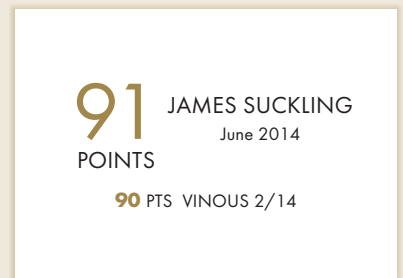 91
POINTS
JAMES SUCKLING
June 2014
90 PTS VINOUS 2/14